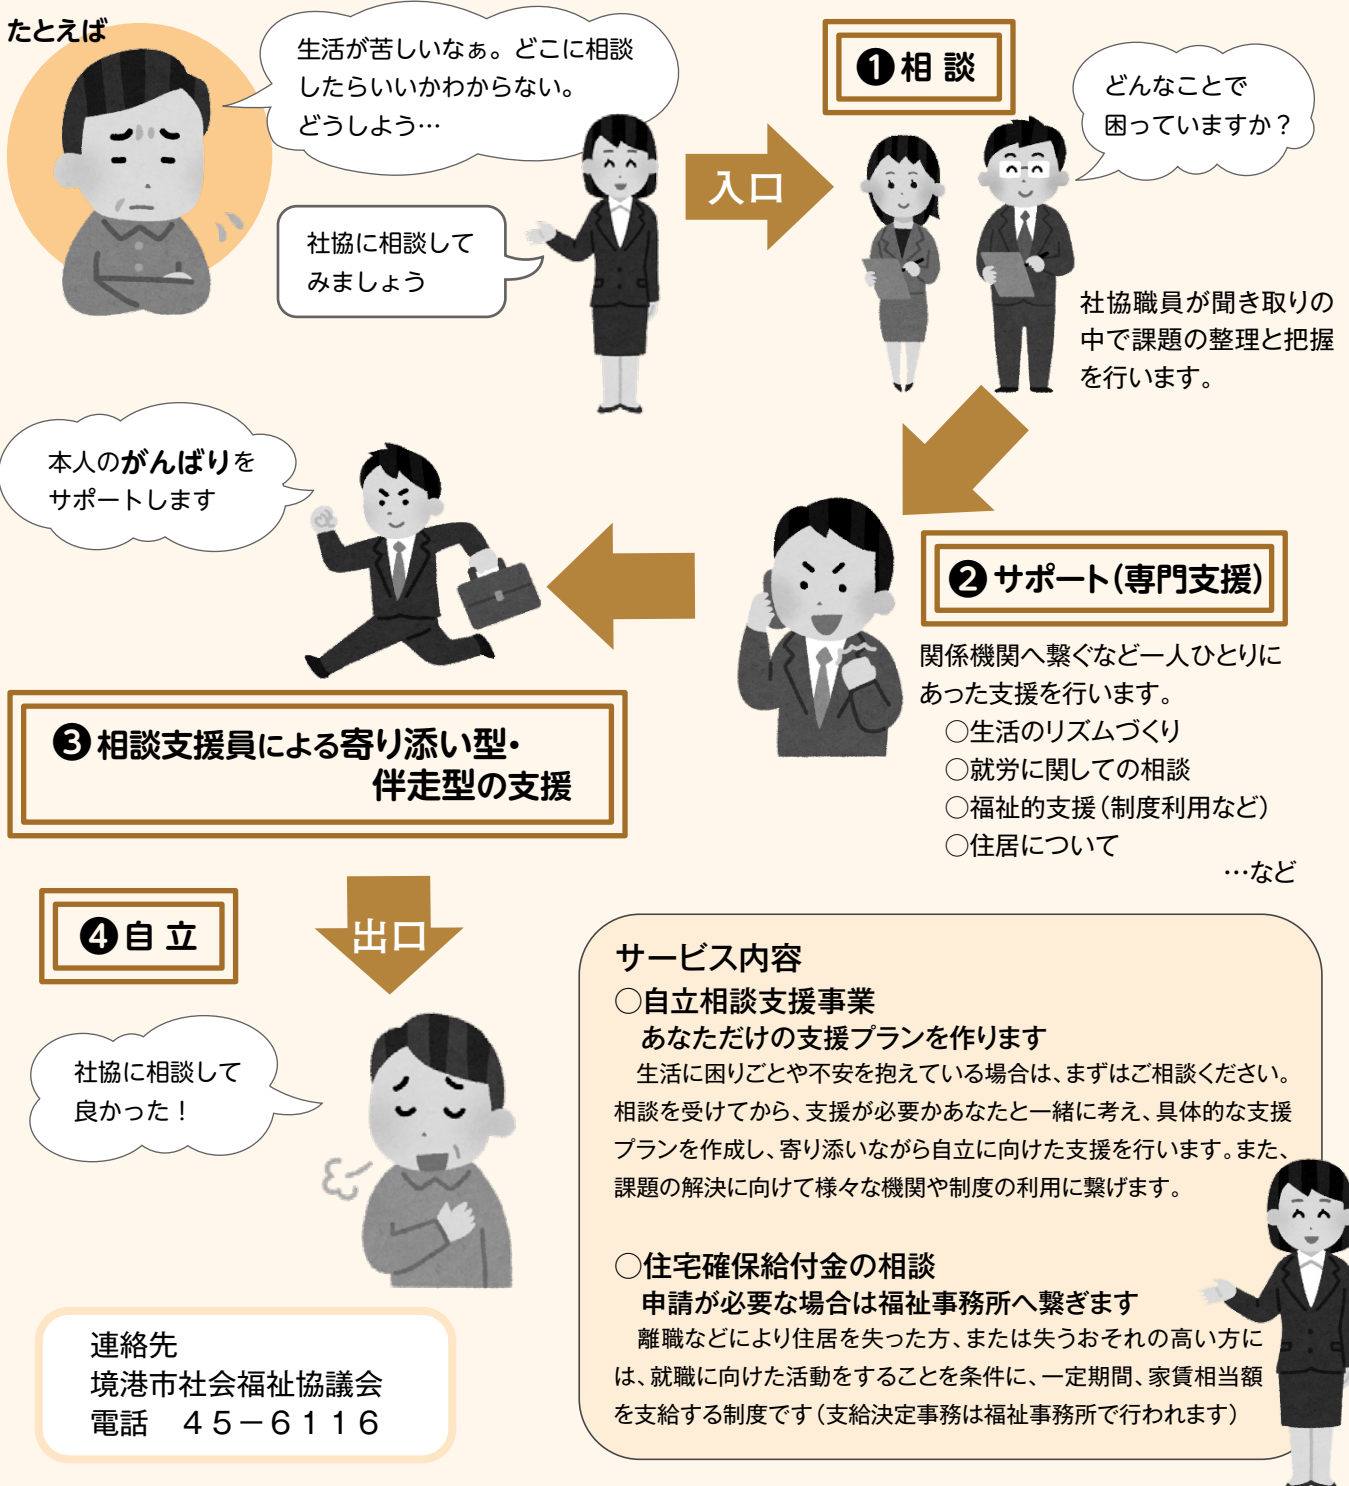 たとえば
生活が苦しいなぁ。どこに相談
したらいいかわからない。
どうしよう…
社協に相談して
みましょう
入口
❶相 談
どんなことで
困っていますか？
社協職員が聞き取りの
中で課題の整理と把握
を行います。
❷サポート(専門支援)
関係機関へ繋ぐなど一人ひとりに
あった支援を行います。
○生活のリズムづくり
○就労に関しての相談
○福祉的支援(制度利用など)
○住居について
…など
本人のがんばりを
サポートします
❸相談支援員による寄り添い型・
伴走型の支援
出口
❹自 立
社協に相談して
良かった！
サービス内容
○自立相談支援事業
あなただけの支援プランを作ります
生活に困りごとや不安を抱えている場合は、まずはご相談ください。
相談を受けてから、支援が必要かあなたと一緒に考え、具体的な支援
プランを作成し、寄り添いながら自立に向けた支援を行います。また、
課題の解決に向けて様々な機関や制度の利用に繋げます。
○住宅確保給付金の相談
申請が必要な場合は福祉事務所へ繋ぎます
離職などにより住居を失った方、または失うおそれの高い方に
は、就職に向けた活動をすることを条件に、一定期間、家賃相当額
を支給する制度です(支給決定事務は福祉事務所で行われます)
連絡先
境港市社会福祉協議会
電話　４５－６１１６